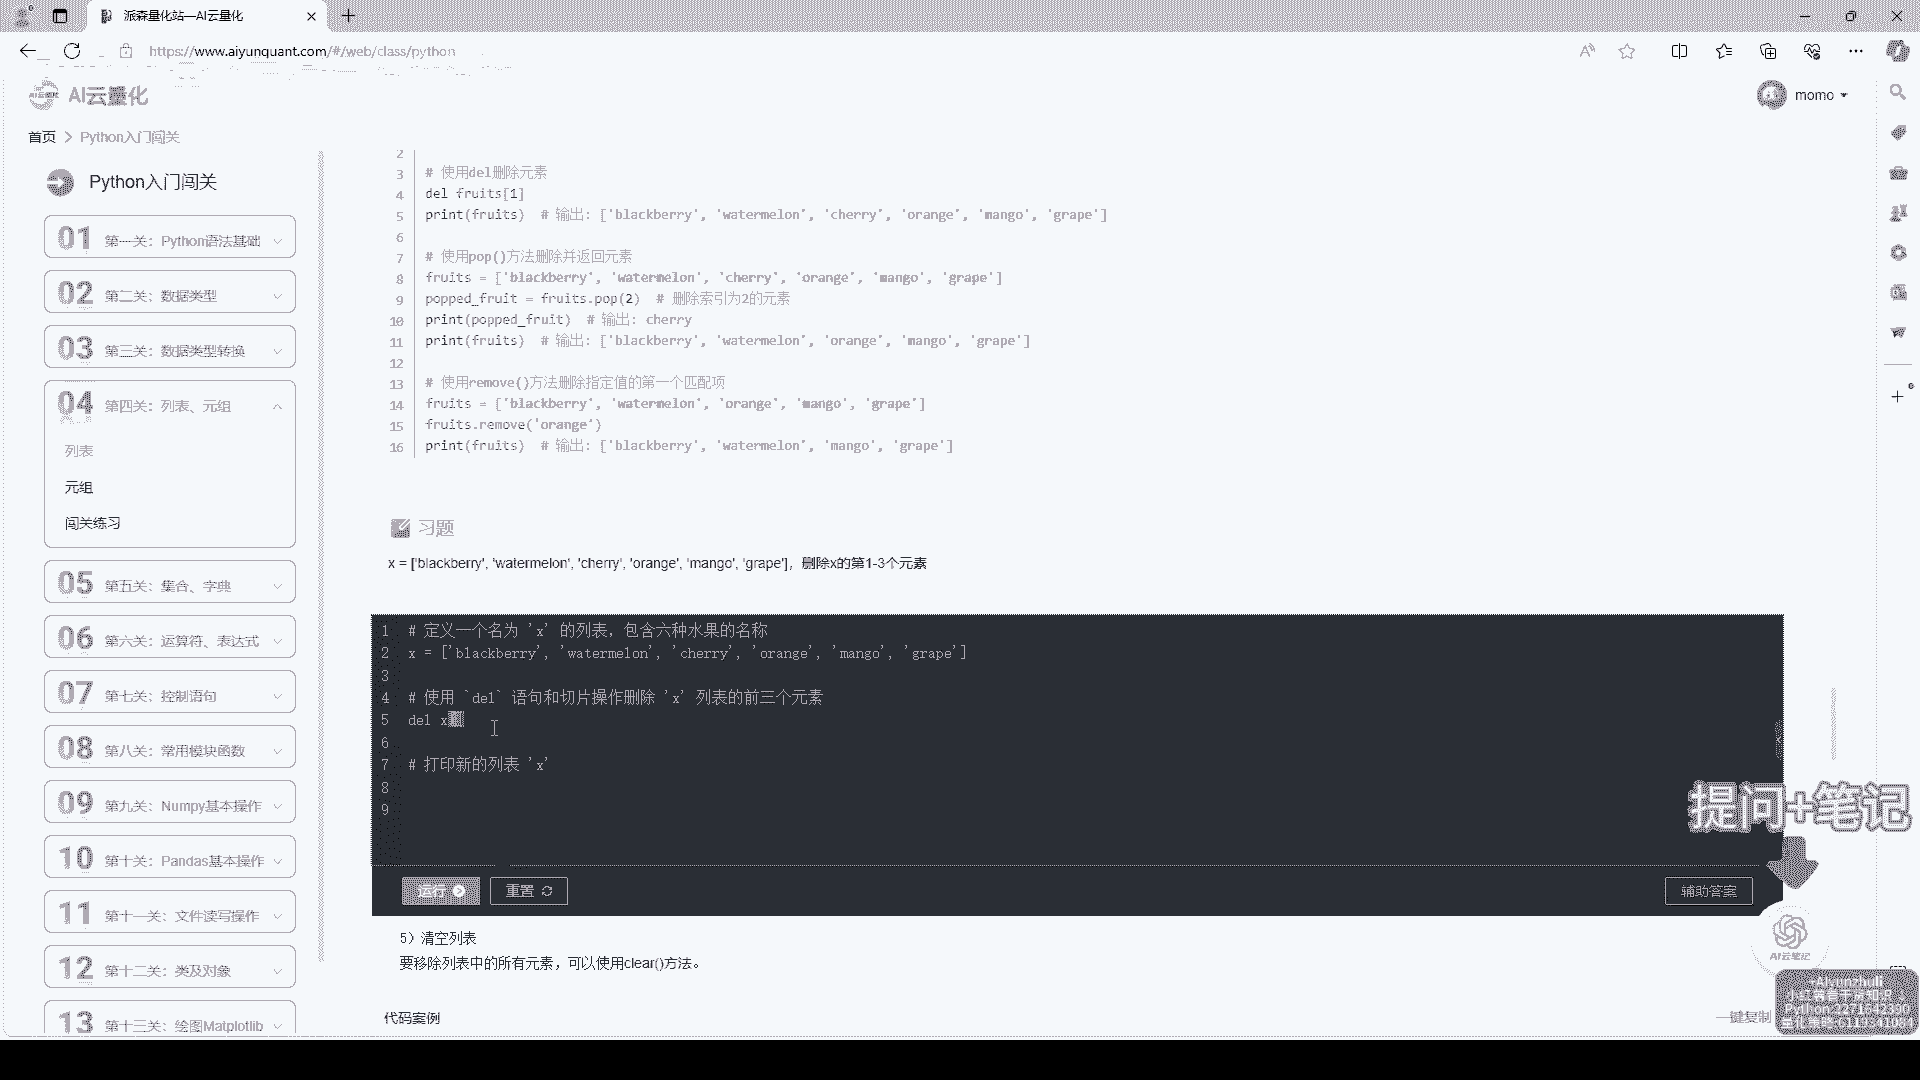 派森量化站—AI云量化
https://www.aiyunquant.com/#/web/class/python
AI云量化
momo
首页 > Python入门闯关
Python入门闯关
01 第一关：Python语法基础
02 第二关：数据类型
03 第三关：数据类型转换
04 第四关：列表、元组
列表
元组
闯关练习
05 第五关：集合、字典
06 第六关：运算符、表达式
07 第七关：控制语句
08 第八关：常用模块函数
09 第九关：Numpy基本操作
10 第十关：Pandas基本操作
11 第十一关：文件读写操作
12 第十二关：类及对象
13 第十三关：绘图Matplotlib
2
3 # 使用del删除元素
4 del fruits[1]
5 print(fruits)  # 输出: ['blackberry', 'watermelon', 'cherry', 'orange', 'mango', 'grape']
6
7 # 使用pop()方法删除并返回元素
8 fruits = ['blackberry', 'watermelon', 'cherry', 'orange', 'mango', 'grape']
9 popped_fruit = fruits.pop(2)  # 删除索引为2的元素
10 print(popped_fruit)  # 输出: cherry
11 print(fruits)  # 输出: ['blackberry', 'watermelon', 'orange', 'mango', 'grape']
12
13 # 使用remove()方法删除指定值的第一个匹配项
14 fruits = ['blackberry', 'watermelon', 'orange', 'mango', 'grape']
15 fruits.remove('orange')
16 print(fruits)  # 输出: ['blackberry', 'watermelon', 'mango', 'grape']
习题
x = ['blackberry', 'watermelon', 'cherry', 'orange', 'mango', 'grape']，删除x的第1-3个元素
1 # 定义一个名为 'x' 的列表，包含六种水果的名称
2 x = ['blackberry', 'watermelon', 'cherry', 'orange', 'mango', 'grape']
3
4 # 使用 `del` 语句和切片操作删除 'x' 列表的前三个元素
5 del x
6
7 # 打印新的列表 'x'
8
9
运行
重置
辅助答案
提问+笔记
AI云笔记
5）清空列表
要移除列表中的所有元素，可以使用clear()方法。
代码案例
一键复制